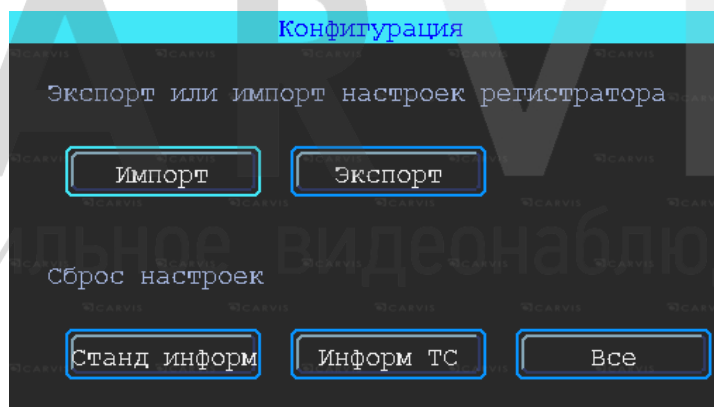 Конфигурация
Экспорт или импорт настроек регистратора
Импорт Экспорт
Сброс настроек
Станд информ Информ ТС Все